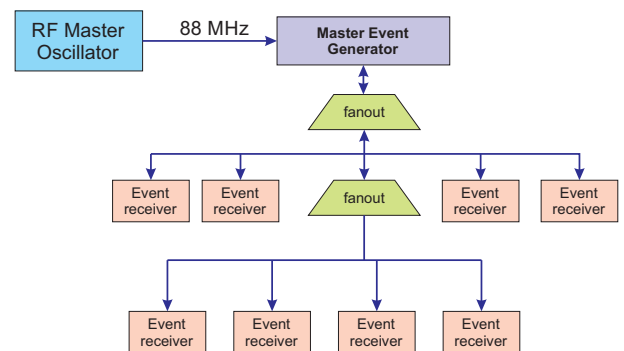 RF Master
Oscillator
88 MHz
Master Event
Generator
fanout
Event
receiver
Event
receiver
fanout
Event
receiver
Event
receiver
Event
receiver
Event
receiver
Event
receiver
Event
receiver